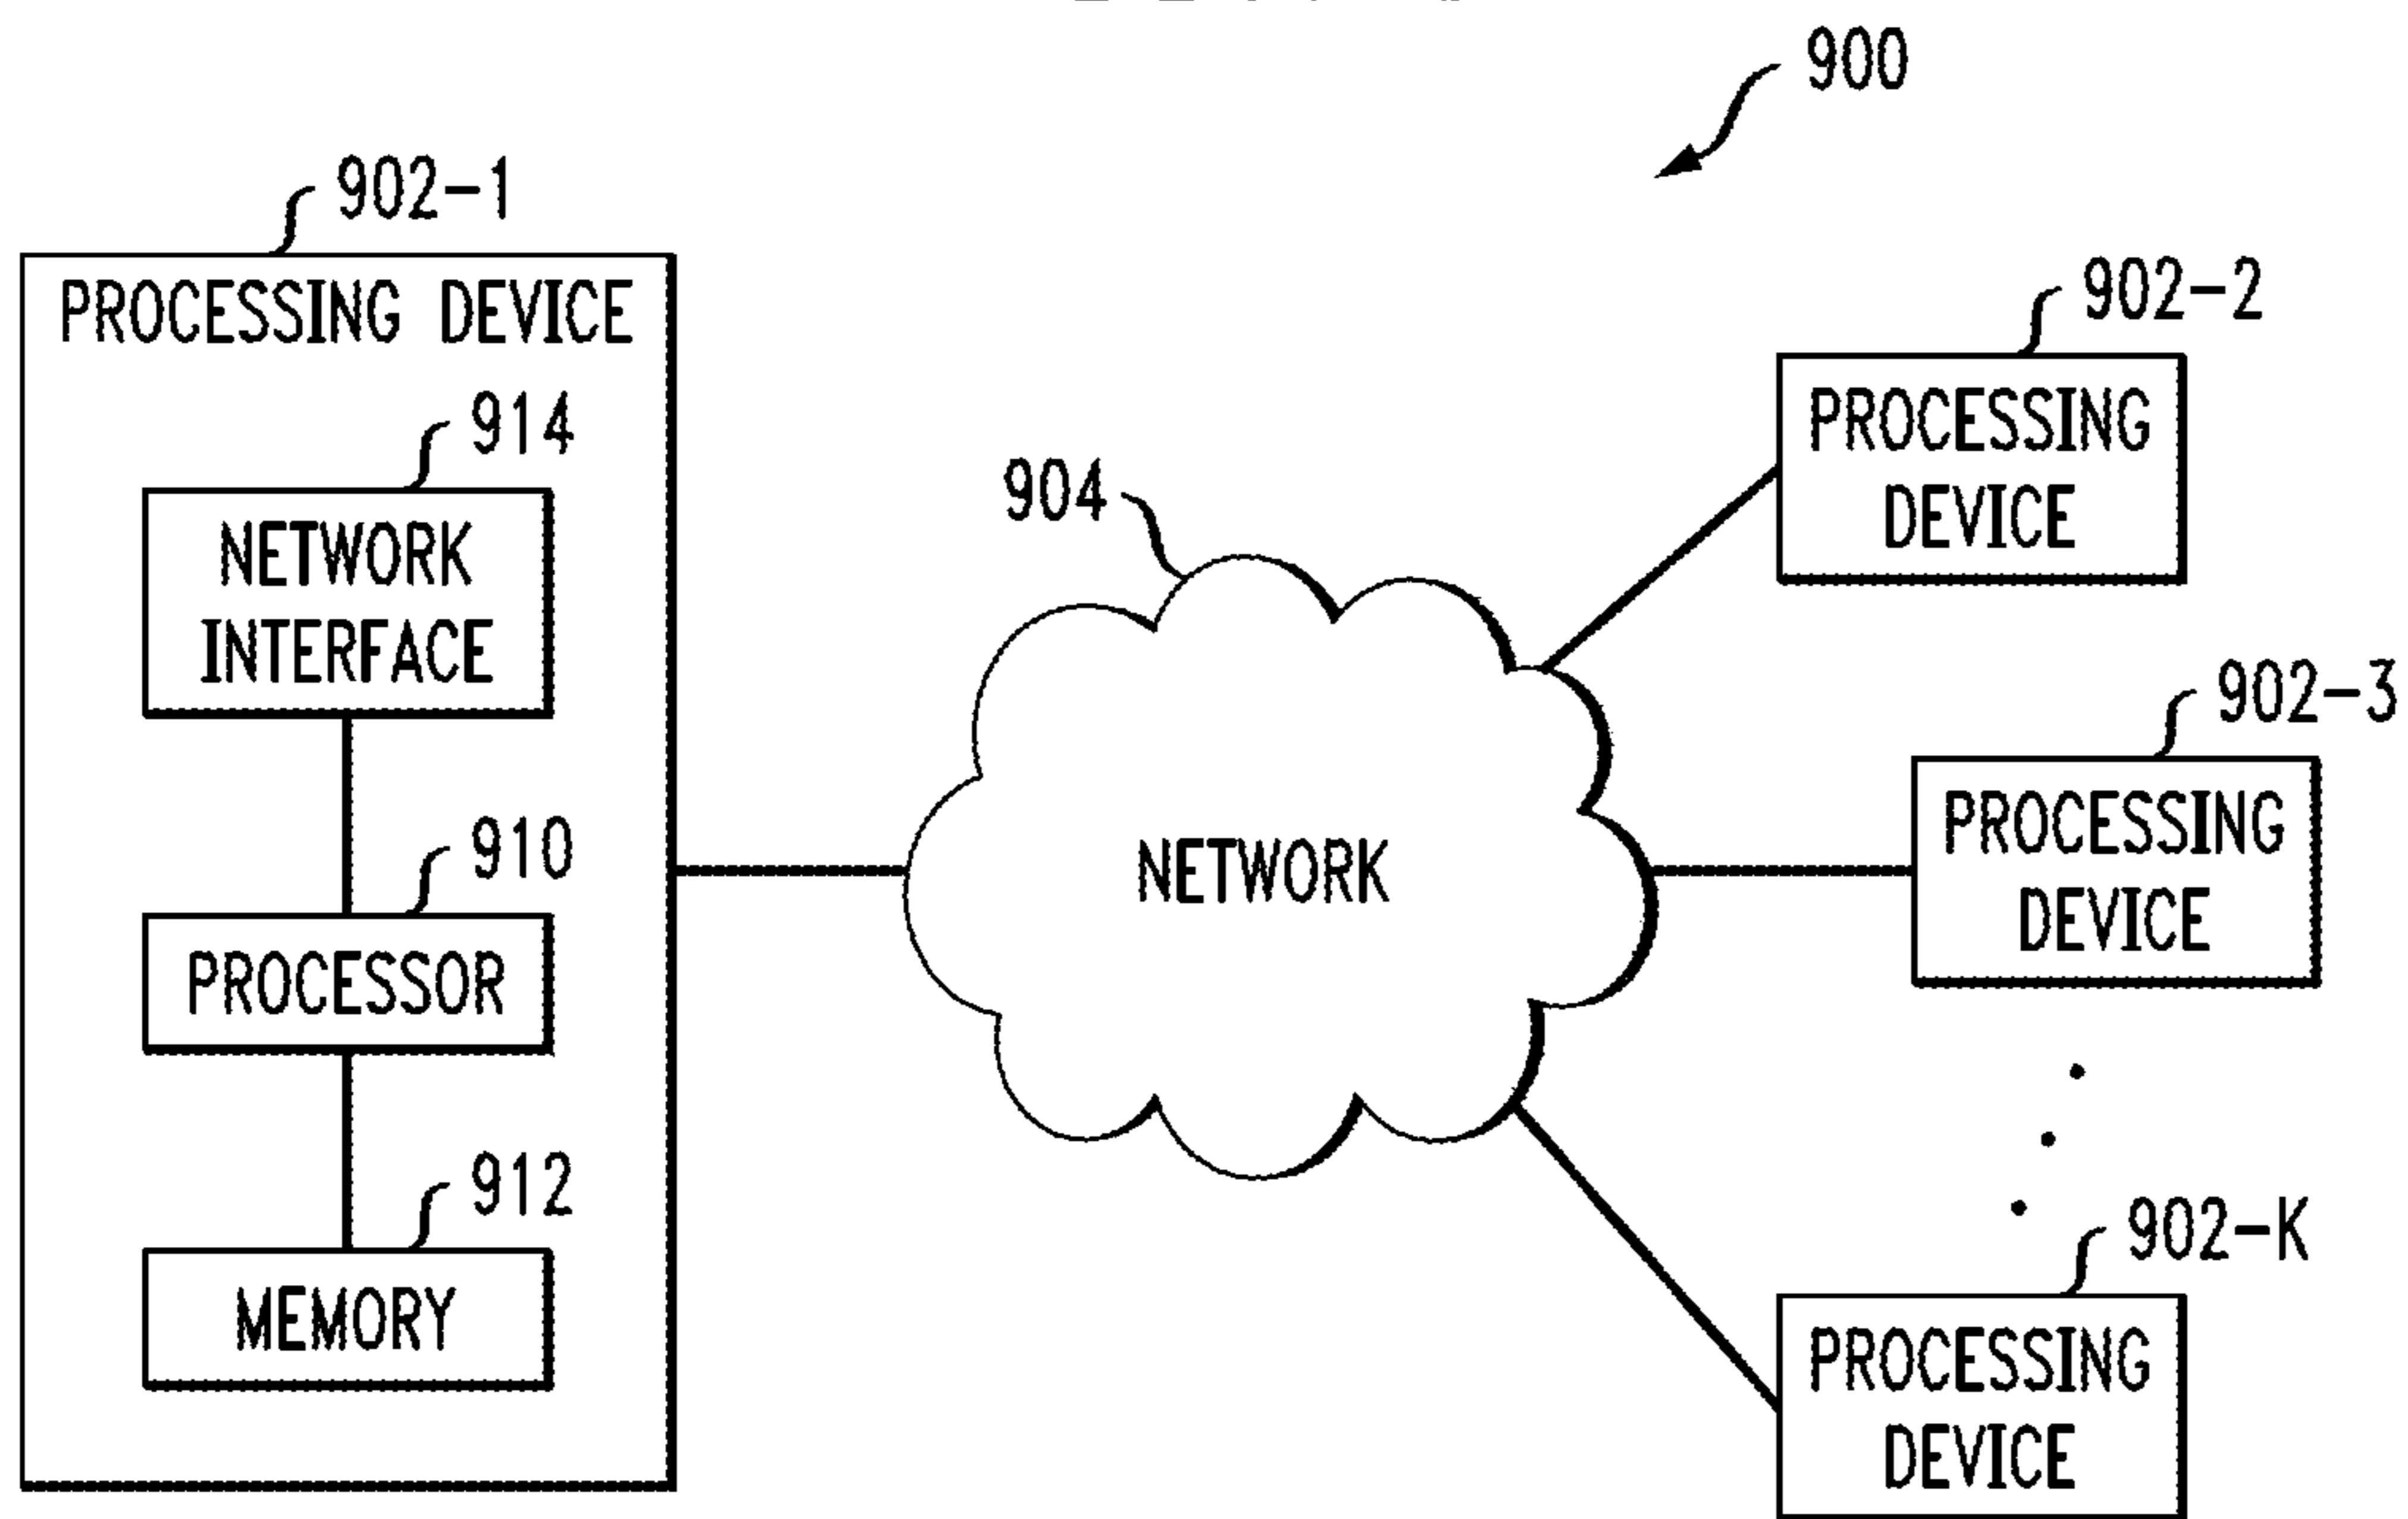 900
902-1
PROCESSING DEVICE
914
NETWORK
INTERFACE
910
PROCESSOR
912
MEMORY
904
NETWORK
902-2
PROCESSING
DEVICE
902-3
PROCESSING
DEVICE
902-K
PROCESSING
DEVICE